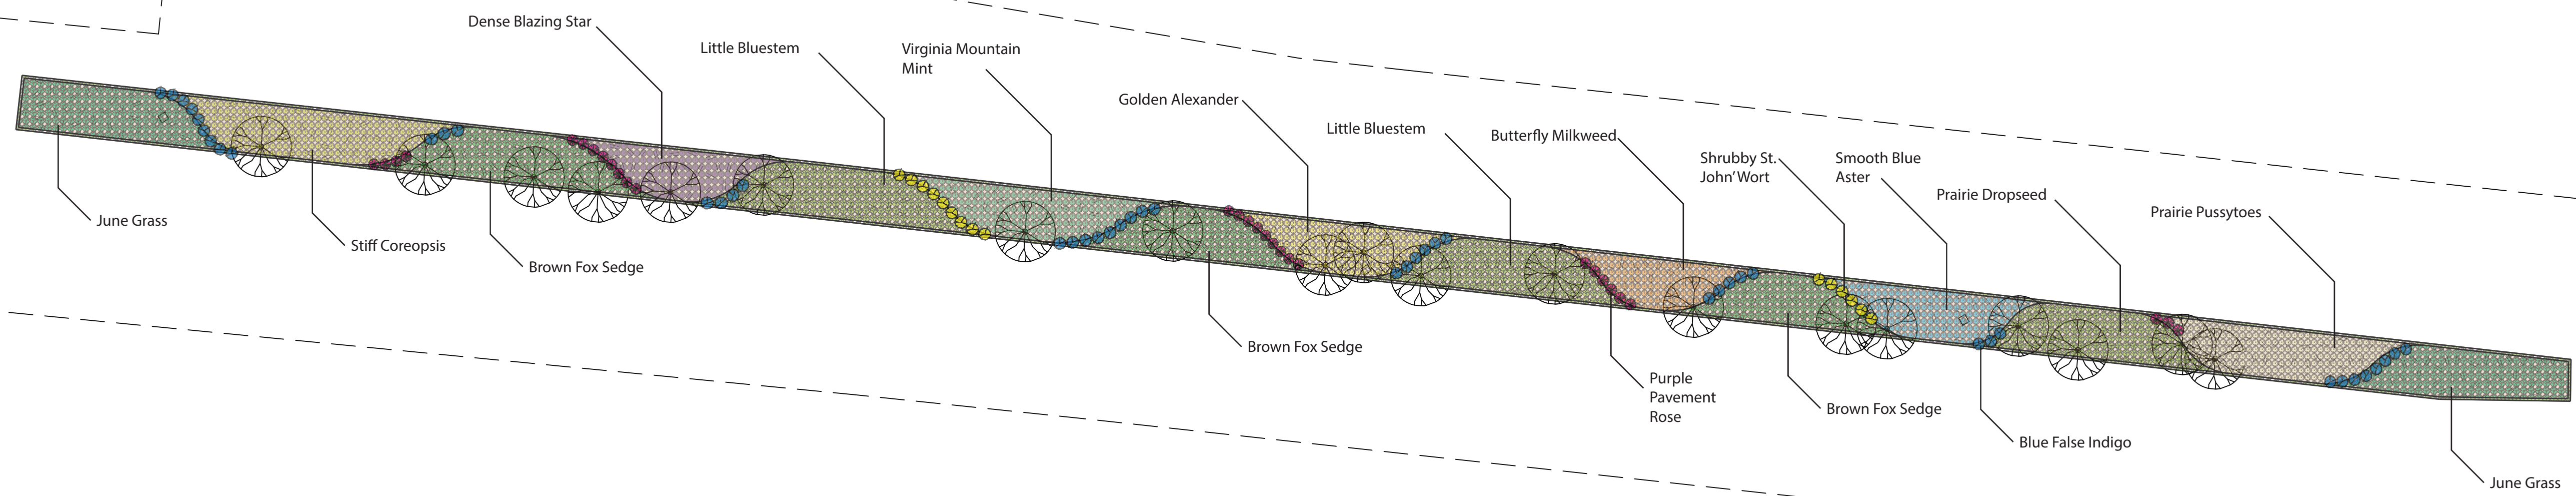 Dense Blazing Star
Little Bluestem
Virginia Mountain
Mint
Golden Alexander
Little Bluestem
Butterfly Milkweed
Shrubby St.
John’ Wort
Smooth Blue
Aster
Prairie Dropseed
Prairie Pussytoes
June Grass
Stiff Coreopsis
Brown Fox Sedge
Brown Fox Sedge
Purple
Pavement
Rose
Brown Fox Sedge
Blue False Indigo
June Grass